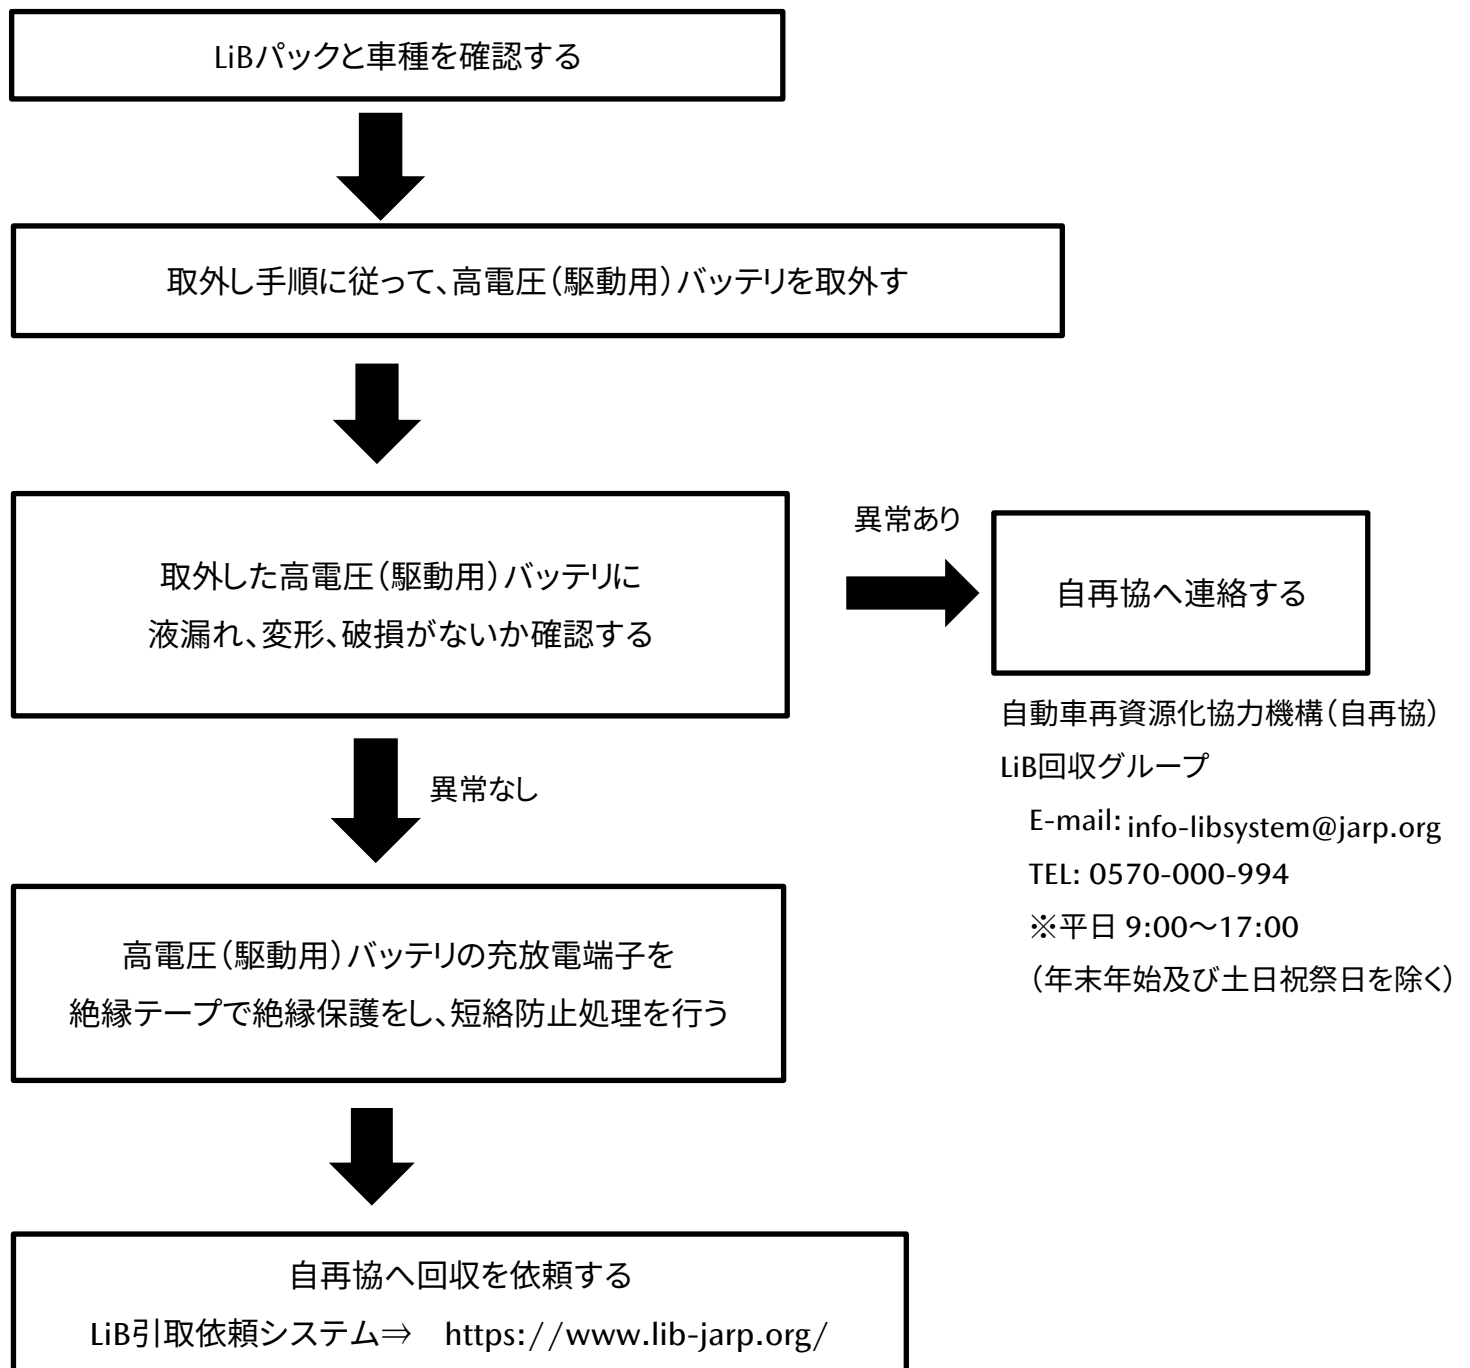 LiBパックと車種を確認する
取外し手順に従って、高電圧（駆動用）バッテリを取外す
取外した高電圧（駆動用）バッテリに
液漏れ、変形、破損がないか確認する
異常あり
自再協へ連絡する
自動車再資源化協力機構（自再協）
LiB回収グループ
E-mail: info-libsystem@jarp.org
TEL: 0570-000-994
※平日 9:00～17:00
（年末年始及び土日祝祭日を除く）
異常なし
高電圧（駆動用）バッテリの充放電端子を
絶縁テープで絶縁保護をし、短絡防止処理を行う
自再協へ回収を依頼する
LiB引取依頼システム⇒　https://www.lib-jarp.org/